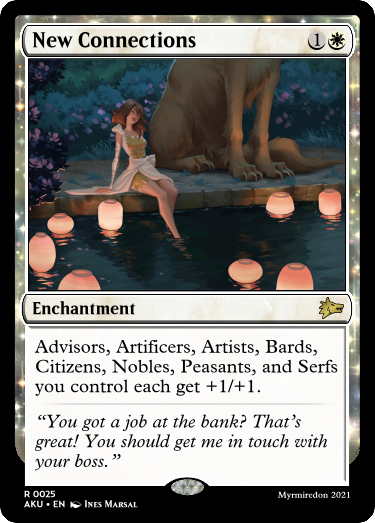 New Connections 1
Enchantment
Advisors, Artificers, Artists, Bards,
Citizens, Nobles, Peasants, and Serfs
you control each get +1/+1.
“You got a job at the bank? That’s
great! You should get me in touch with
your boss.”
R 0025
AKU • EN Ines Marsal
Myrmiredon 2021